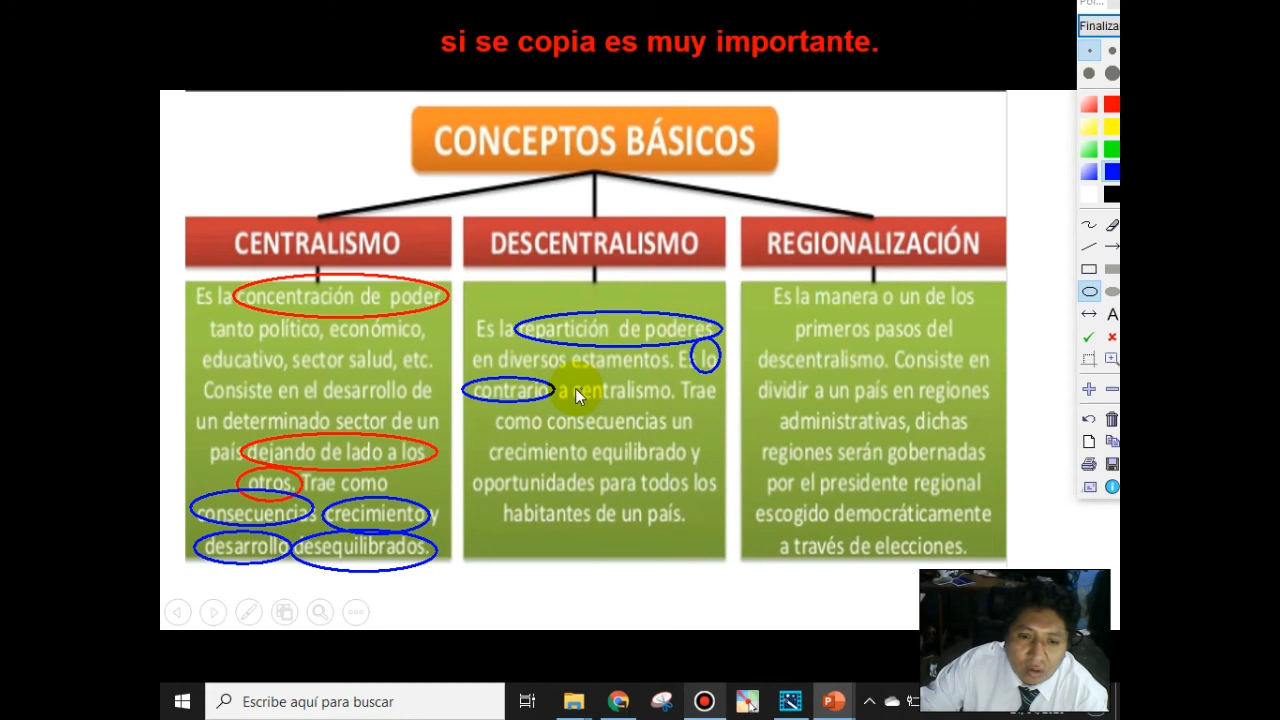 si se copia es muy importante.
Finaliza
CONCEPTOS BÁSICOS
CENTRALISMO
Es la concentración de poder
tanto político, económico,
educativo, sector salud, etc.
Consiste en el desarrollo de
un determinado sector de un
país dejando de lado a los
otros. Trae como
consecuencias crecimiento y
desarrollo desequilibrados.
DESCENTRALISMO
Es la repartición de poderes
en diversos estamentos. Es lo
contrario a centralismo. Trae
como consecuencias un
crecimiento equilibrado y
oportunidades para todos los
habitantes de un país.
REGIONALIZACIÓN
Es la manera o un de los
primeros pasos del
descentralismo. Consiste en
dividir a un país en regiones
administrativas, dichas
regiones serán gobernadas
por el presidente regional
escogido democráticamente
a través de elecciones.
Escribe aquí para buscar